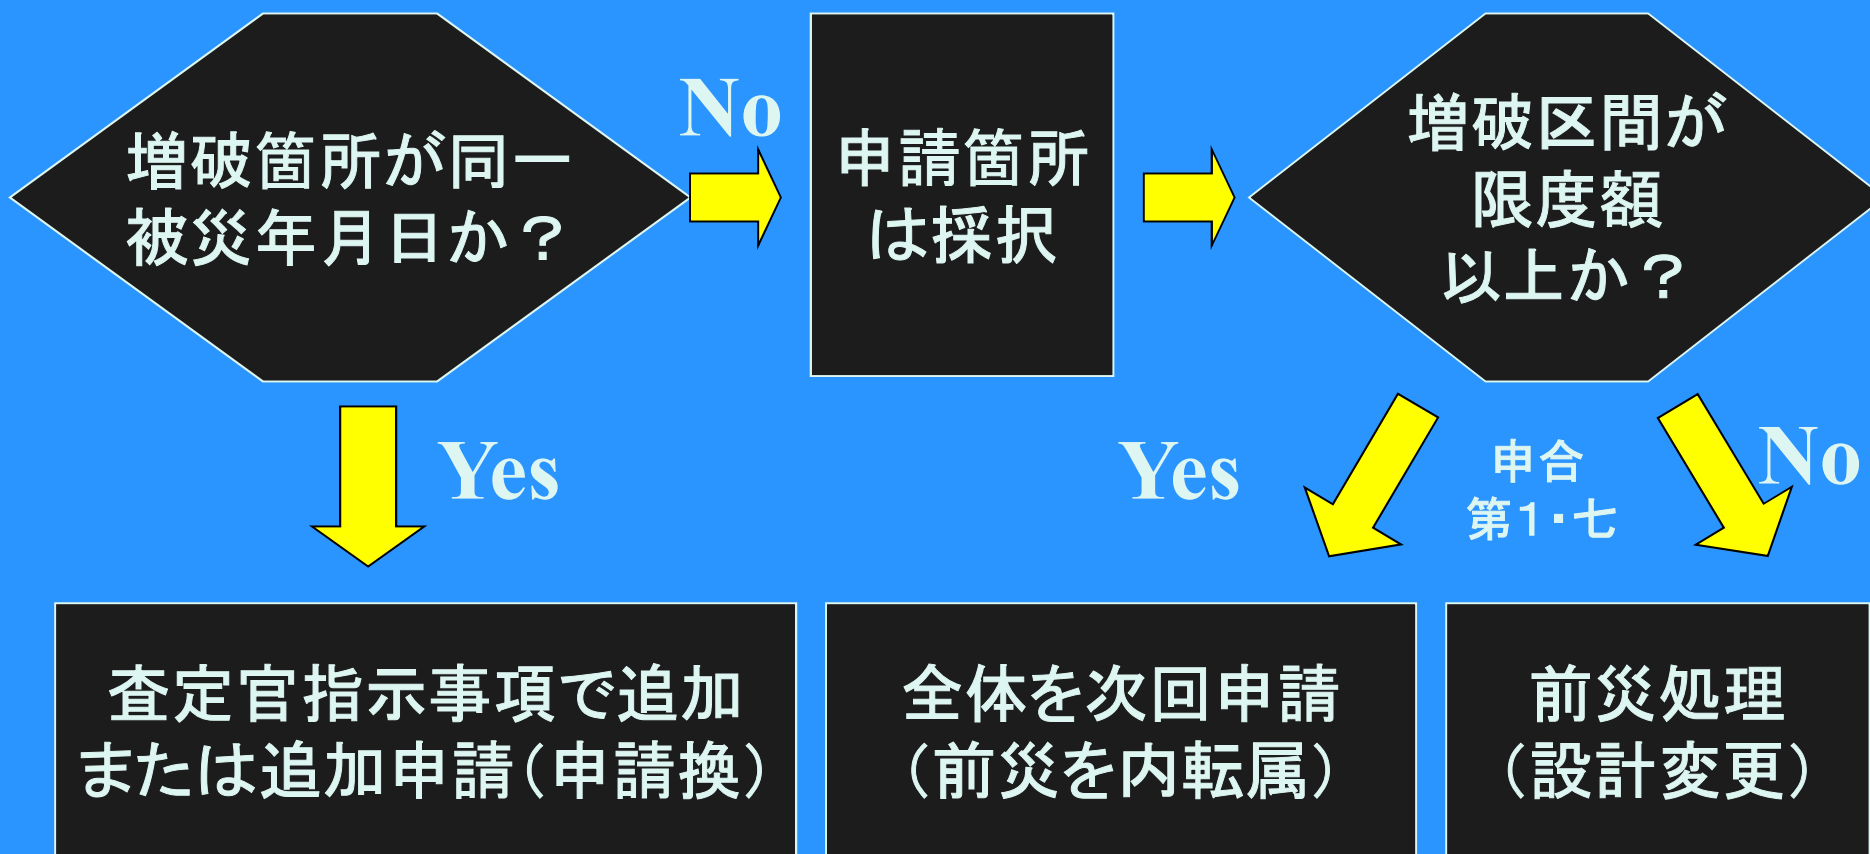 増破箇所が同一
被災年月日か？
No
申請箇所
は採択
増破区間が
限度額
以上か？
Yes
Yes
申合
第１・七
No
査定官指示事項で追加
または追加申請（申請換）
全体を次回申請
（前災を内転属）
前災処理
（設計変更）